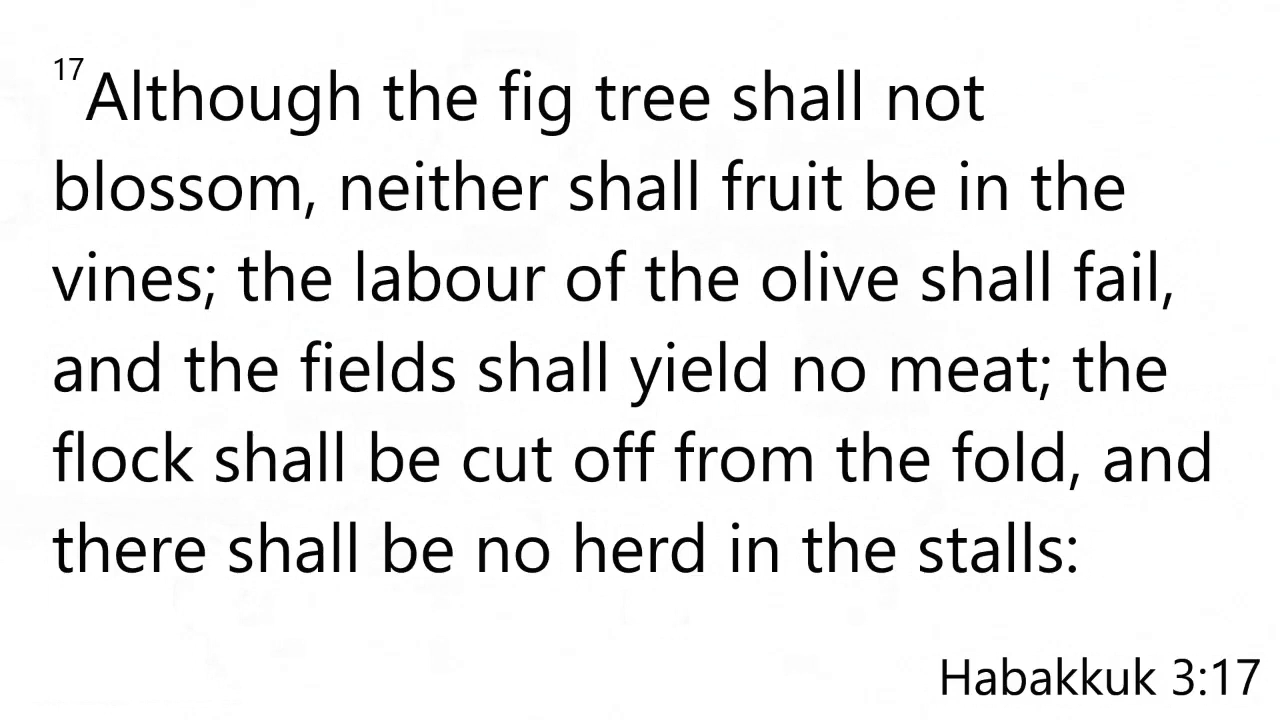 17Although the fig tree shall not
blossom, neither shall fruit be in the
vines; the labour of the olive shall fail,
and the fields shall yield no meat; the
flock shall be cut off from the fold, and
there shall be no herd in the stalls:
Habakkuk 3:17